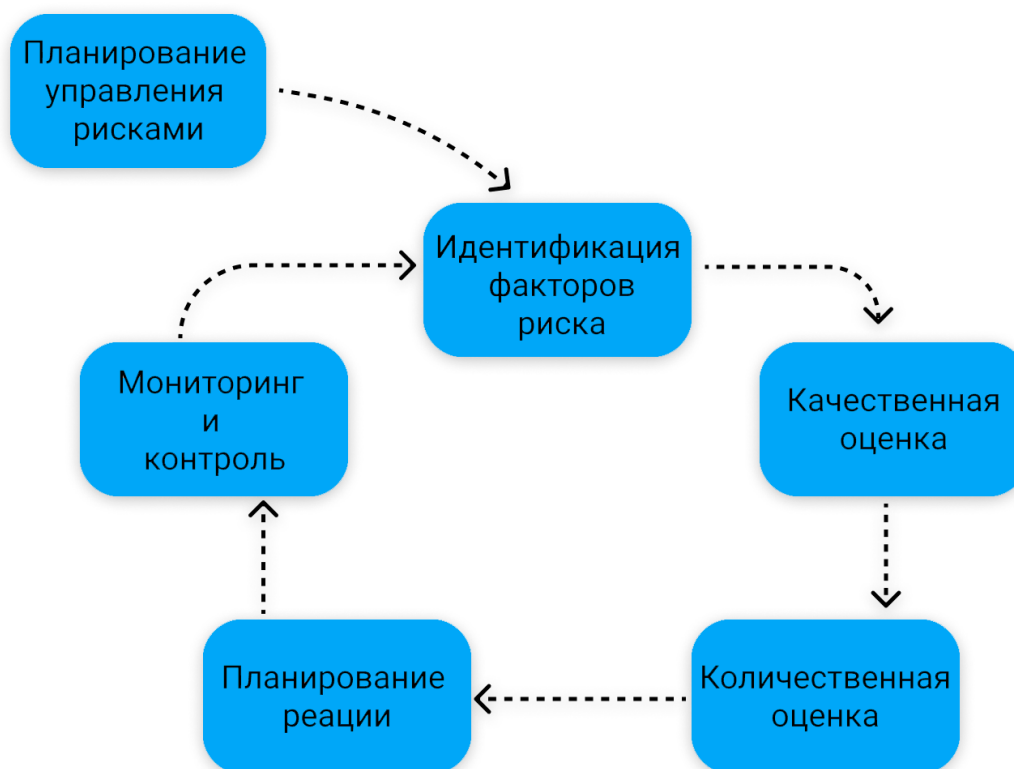 Планирование
управления
рисками
Идентификация
факторов
риска
Мониторинг
и
контроль
Качественная
оценка
Планирование
реации
Количественная
оценка